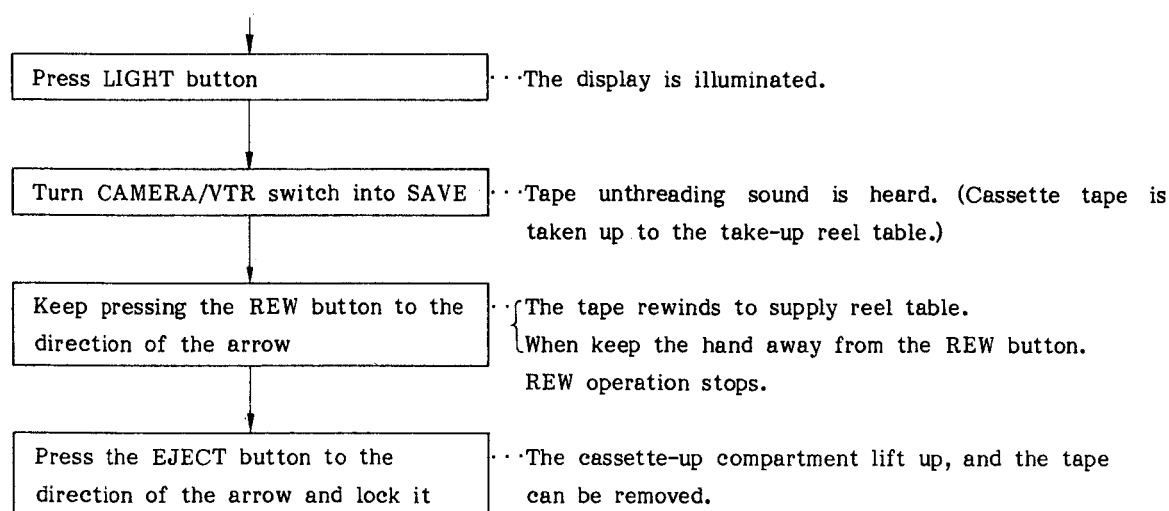 Press LIGHT button
···The display is illuminated.
Turn CAMERA/VTR switch into SAVE
···Tape unthreading sound is heard. (Cassette tape is
taken up to the take-up reel table.)
Keep pressing the REW button to the
direction of the arrow
··The tape rewinds to supply reel table.
When keep the hand away from the REW button.
REW operation stops.
Press the EJECT button to the
direction of the arrow and lock it
···The cassette-up compartment lift up, and the tape
can be removed.